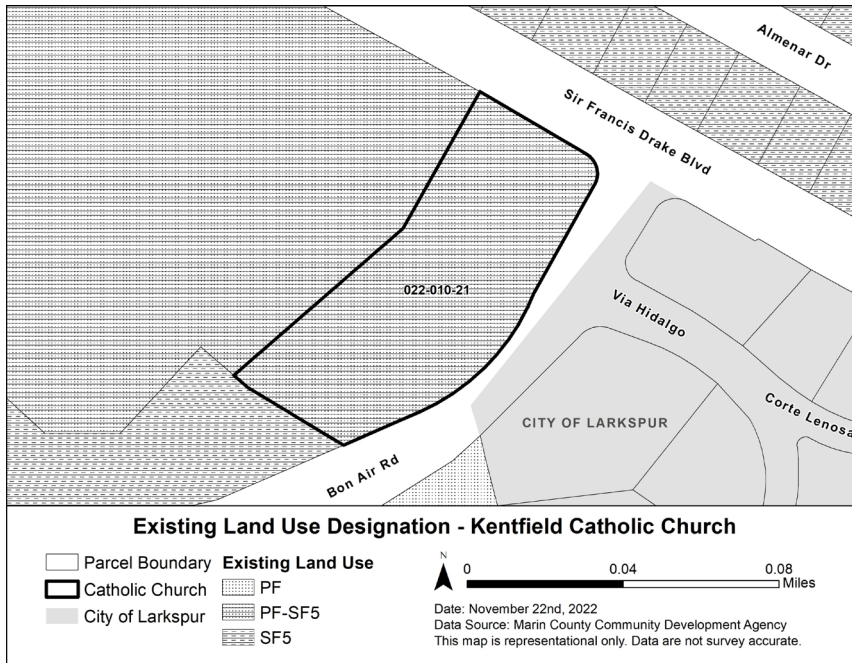 Almenar Dr
Sir Francis Drake Blvd
022-010-21
Via Hidalgo
Corte Lenosa
CITY OF LARKSPUR
Bon Air Rd
Existing Land Use Designation - Kentfield Catholic Church
Parcel Boundary
Catholic Church
City of Larkspur
Existing Land Use
PF
PF-SF5
SF5
N
0 0.04 0.08
Miles
Date: November 22nd, 2022
Data Source: Marin County Community Development Agency
This map is representational only. Data are not survey accurate.